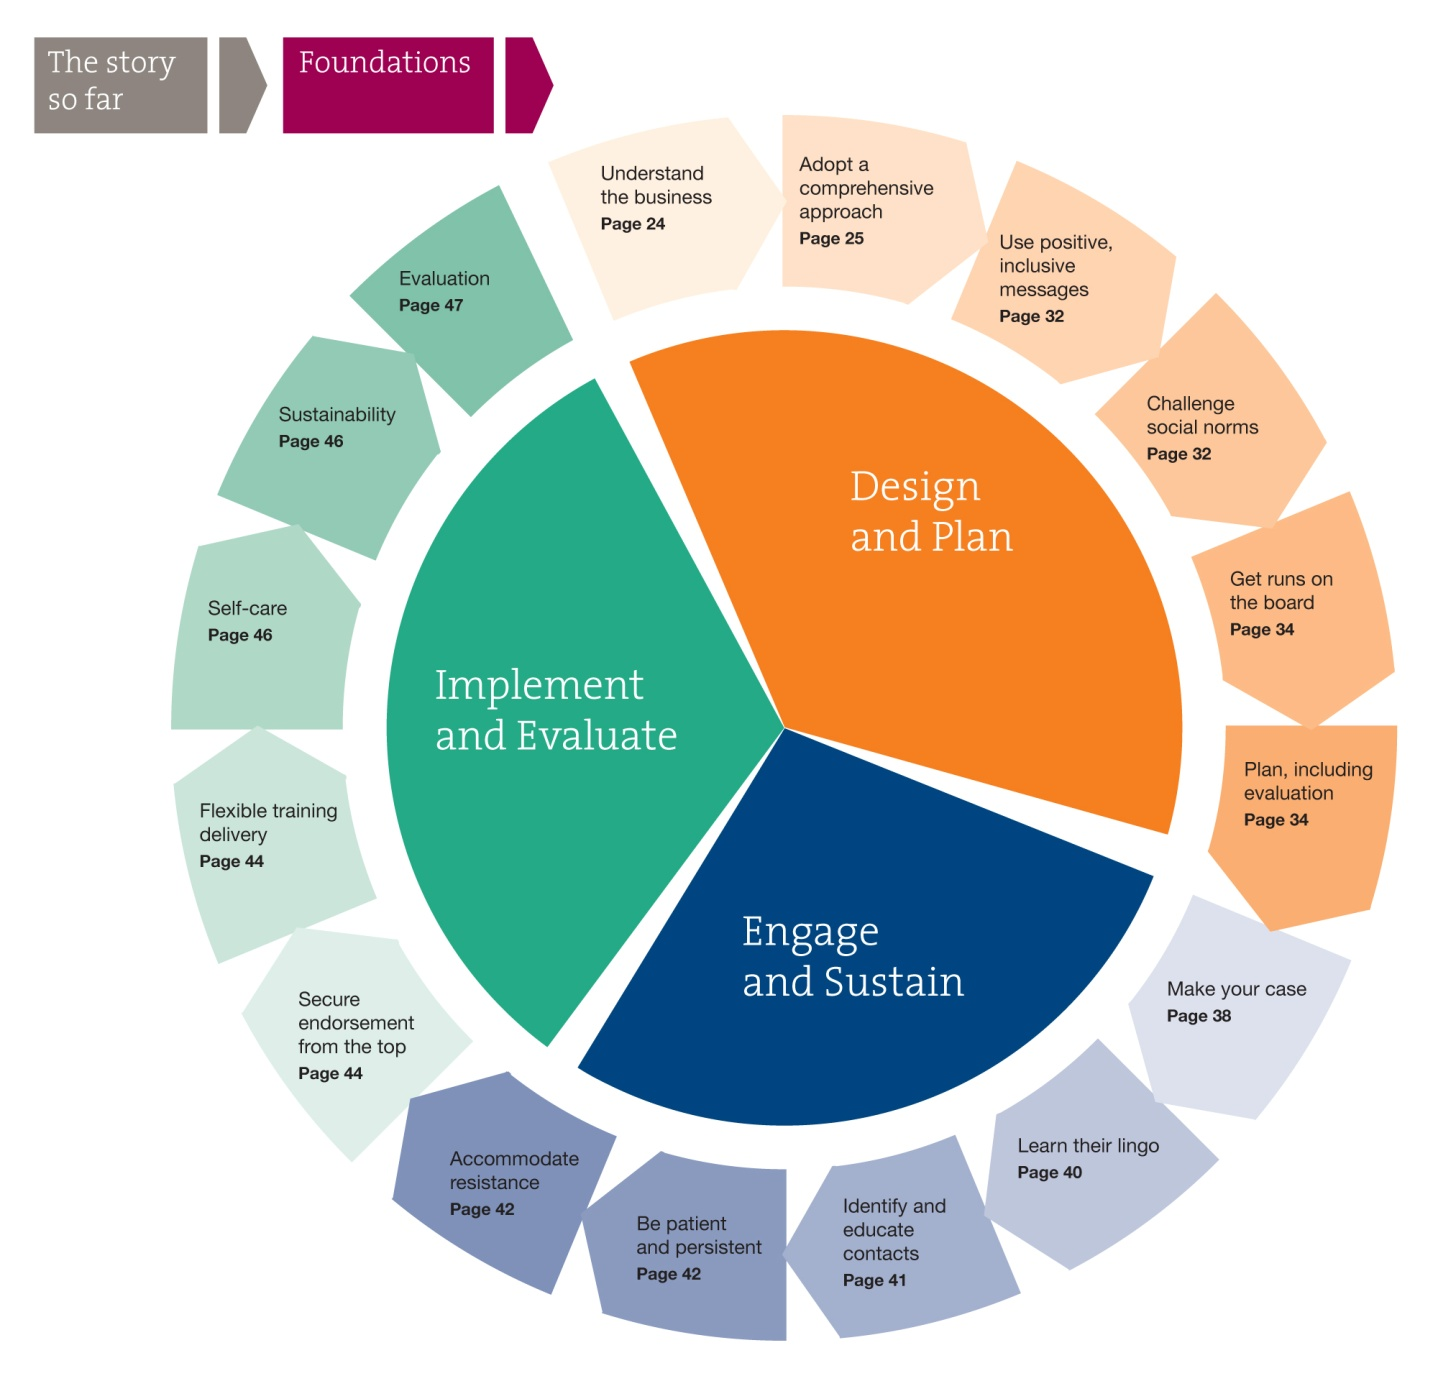 The story
so far
Foundations
Understand
the business
Page 24
Adopt a
comprehensive
approach
Page 25
Use positive,
inclusive
messages
Page 32
Challenge
social norms
Page 32
Get runs on
the board
Page 34
Plan, including
evaluation
Page 34
Make your case
Page 38
Learn their lingo
Page 40
Identify and
educate
contacts
Page 41
Be patient
and persistent
Page 42
Accommodate
resistance
Page 42
Secure
endorsement
from the top
Page 44
Flexible training
delivery
Page 44
Self-care
Page 46
Sustainability
Page 46
Evaluation
Page 47
Design
and Plan
Engage
and Sustain
Implement
and Evaluate